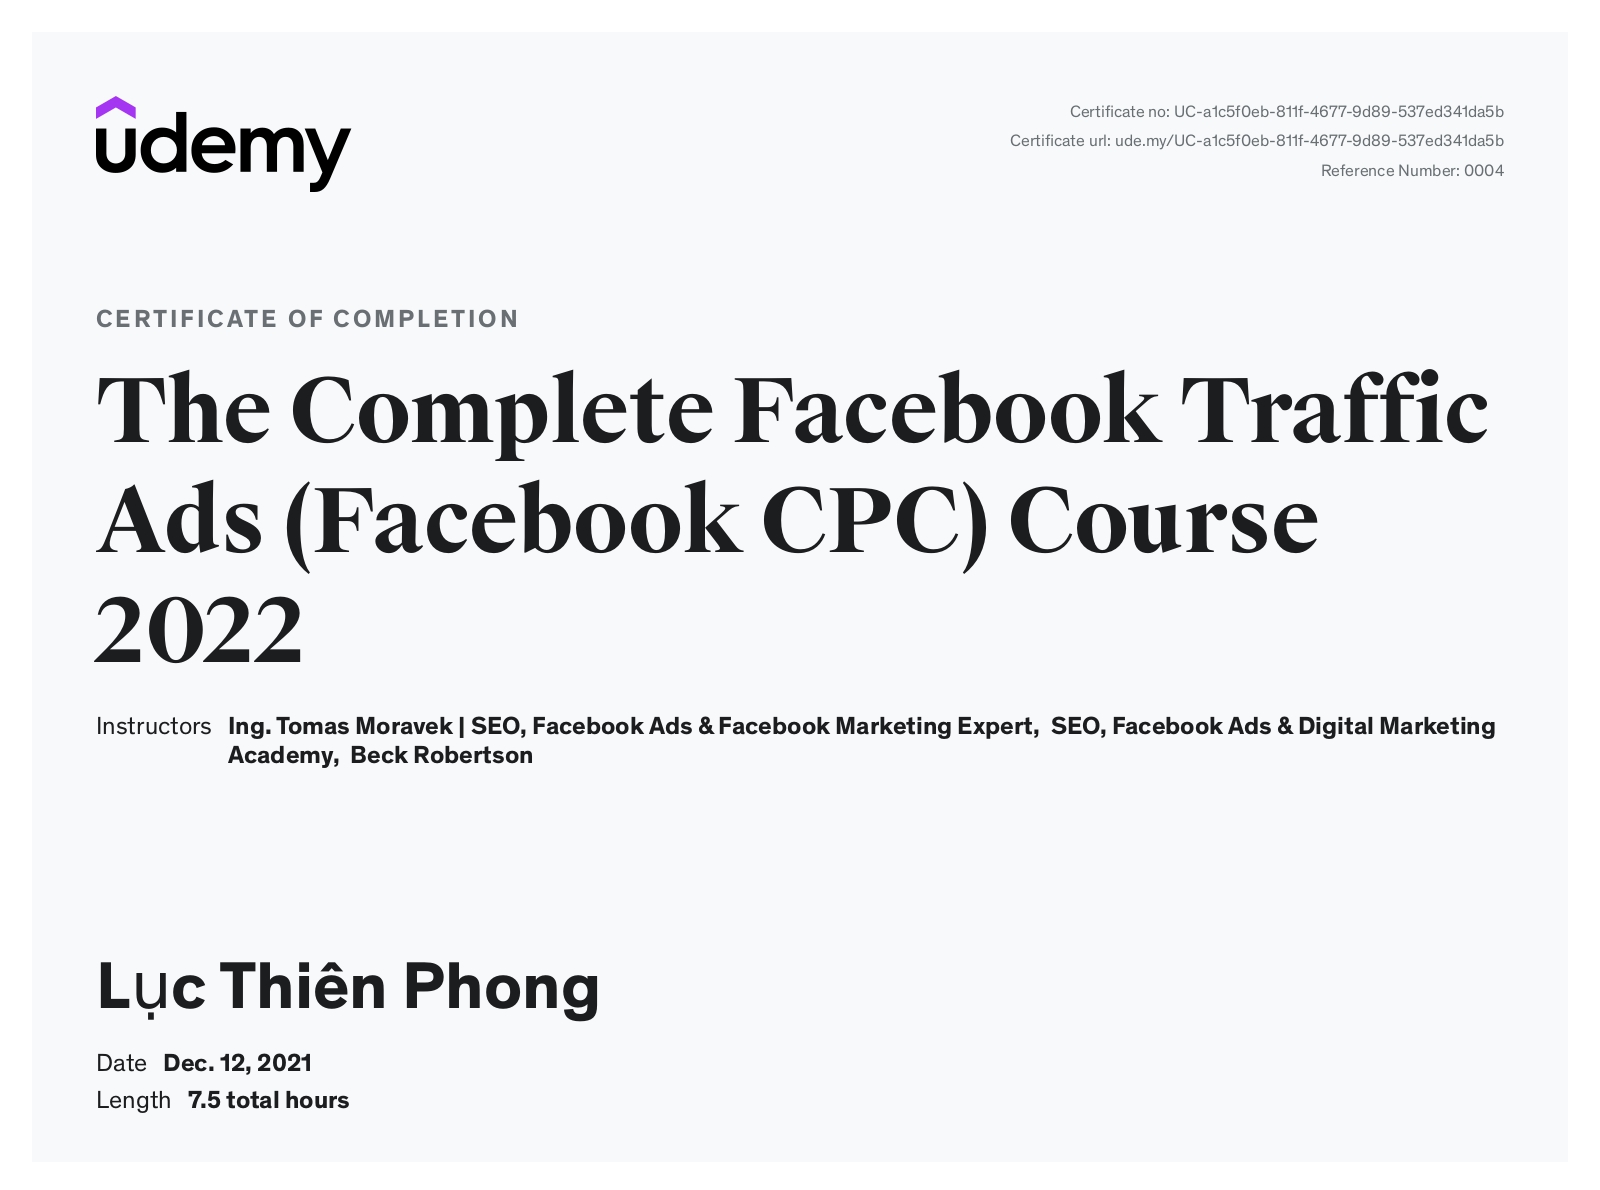 udemy
Certificate no: UC-a1c5f0eb-811f-4677-9d89-537ed341da5b
Certificate url: ude.my/UC-a1c5f0eb-811f-4677-9d89-537ed341da5b
Reference Number: 0004
CERTIFICATE OF COMPLETION
The Complete Facebook Traffic
Ads (Facebook CPC) Course
2022
Instructors Ing. Tomas Moravek | SEO, Facebook Ads & Facebook Marketing Expert, SEO, Facebook Ads & Digital Marketing
Academy, Beck Robertson
Lục Thiên Phong
Date Dec. 12, 2021
Length 7.5 total hours